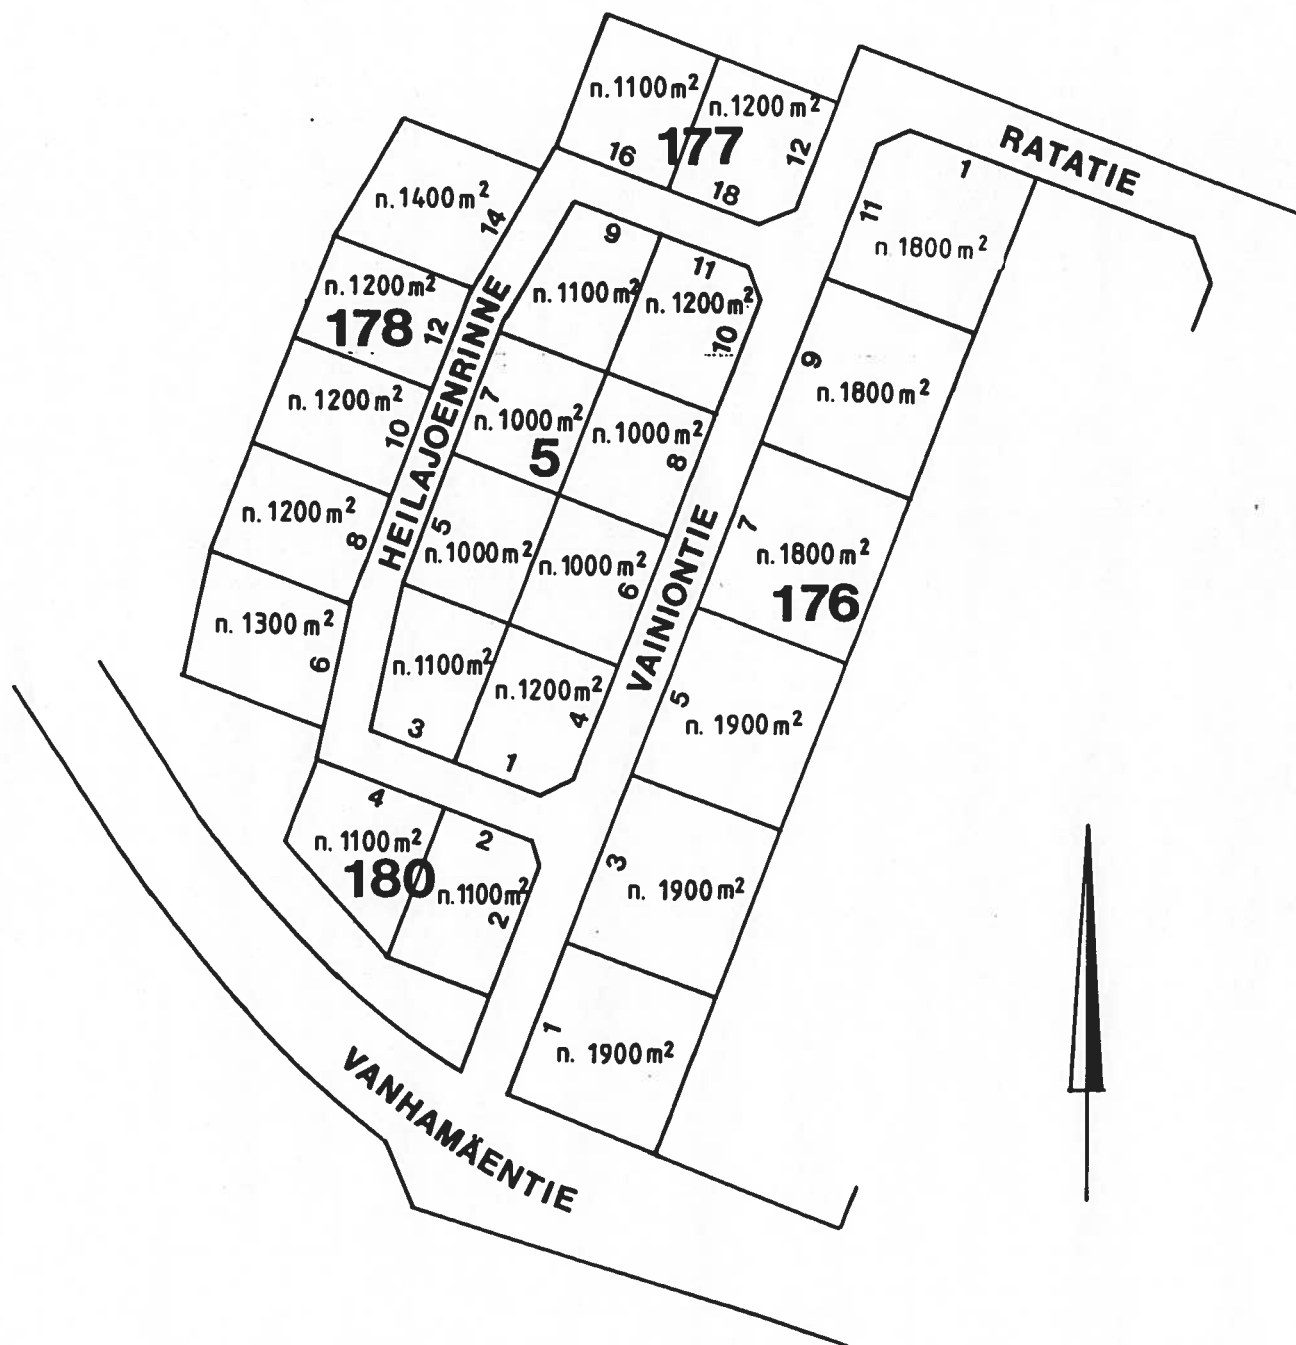 n. 1100 m²
n. 1200 m²
177
16
18
12
RATATIE
1
11
n. 1800 m²
n. 1400 m²
14
9
11
n. 1100 m²
n. 1200 m²
10
n. 1200 m²
178
12
HEILAJOENRINNE
9
n. 1800 m²
7
n. 1000 m²
5
n. 1000 m²
8
n. 1200 m²
10
n. 1200 m²
8
5
n. 1000 m²
n. 1000 m²
6
VAINIONTIE
7
n. 1800 m²
176
n. 1300 m²
6
n. 1100 m²
3
n. 1200 m²
4
1
5
n. 1900 m²
4
n. 1100 m²
180
2
n. 1100 m²
2
3
n. 1900 m²
1
n. 1900 m²
VANHAMÄENTIE